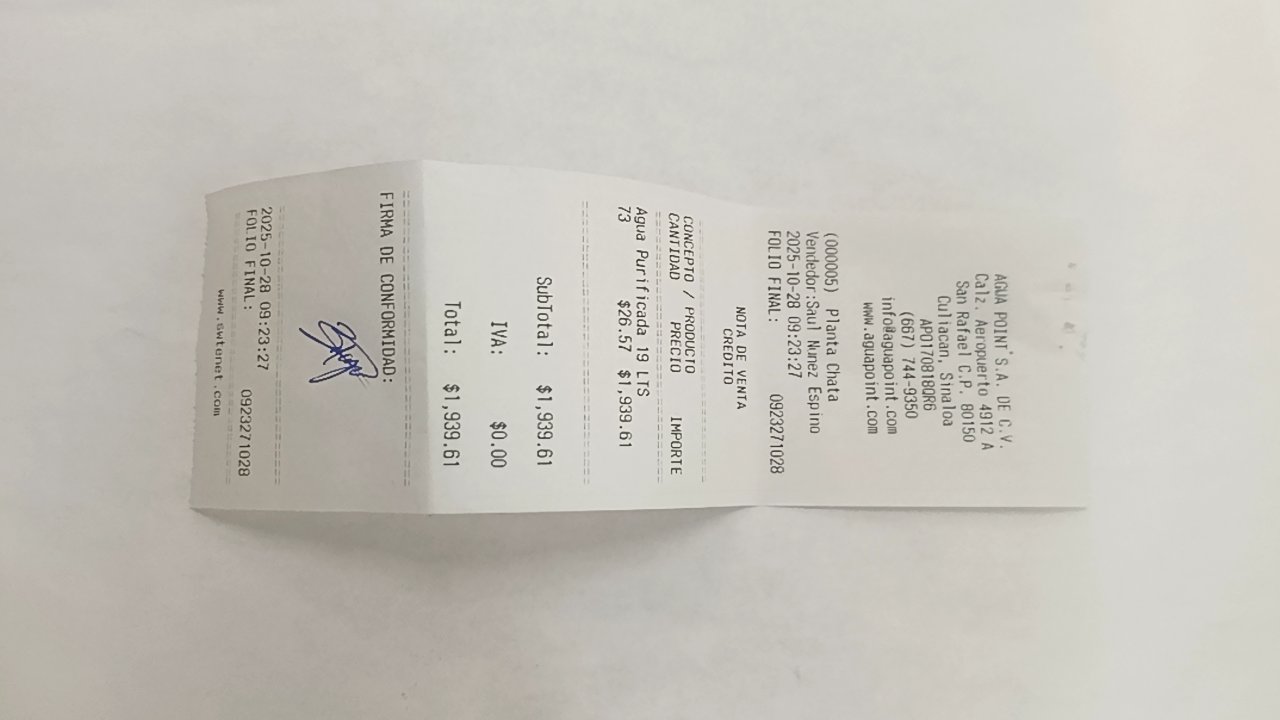 AGUA POINT S.A. DE C.V.
Calz. Aeropuerto 4912 A
San Rafael C.P. 80150
Culiacan, Sinaloa
APO170818QR6
(667) 744-9350
info@aguapoint.com
www.aguapoint.com
(000005) Planta Chata
Vendedor:Saul Nunez Espino
2025-10-28 09:23:27
FOLIO FINAL: 0923271028
NOTA DE VENTA
CREDITO
==============================
CONCEPTO / PRODUCTO
CANTIDAD PRECIO IMPORTE
==============================
Agua Purificada 19 LTS
73 $26.57 $1,939.61
==============================
SubTotal: $1,939.61
IVA: $0.00
Total: $1,939.61
==============================
FIRMA DE CONFORMIDAD:
==============================
2025-10-28 09:23:27
FOLIO FINAL: 0923271028
==============================
www.swtenet.com